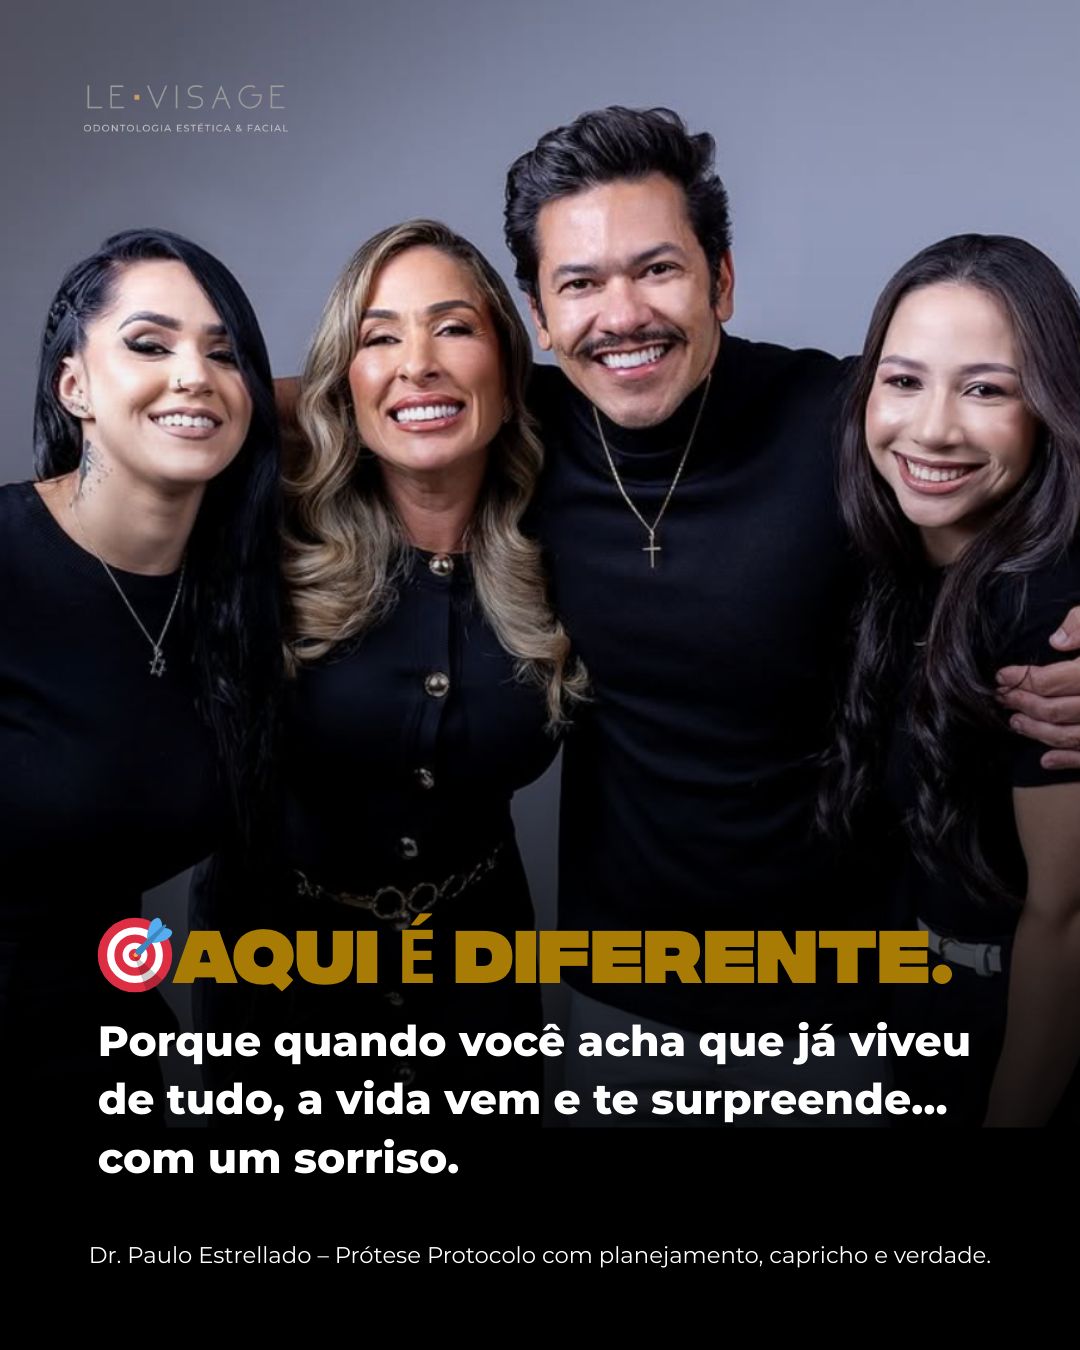 LE·VISAGE
ODONTOLOGIA ESTÉTICA & FACIAL
🎯AQUI É DIFERENTE.
Porque quando você acha que já viveu
de tudo, a vida vem e te surpreende...
com um sorriso.
Dr. Paulo Estrellado – Prótese Protocolo com planejamento, capricho e verdade.